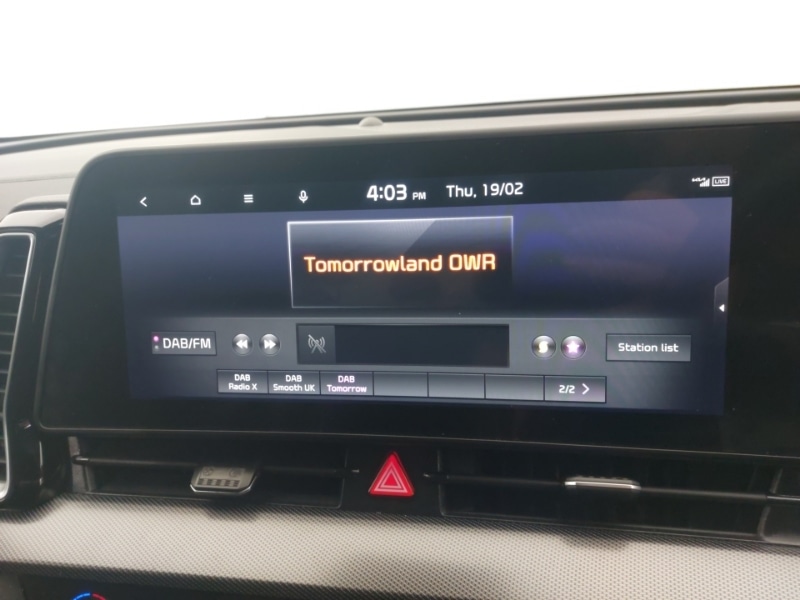 4:03 PM Thu, 19/02
KIA LIVE
Tomorrowland OWR
DAB/FM
Station list
DAB
Radio X
DAB
Smooth UK
DAB
Tomorrow
2/2